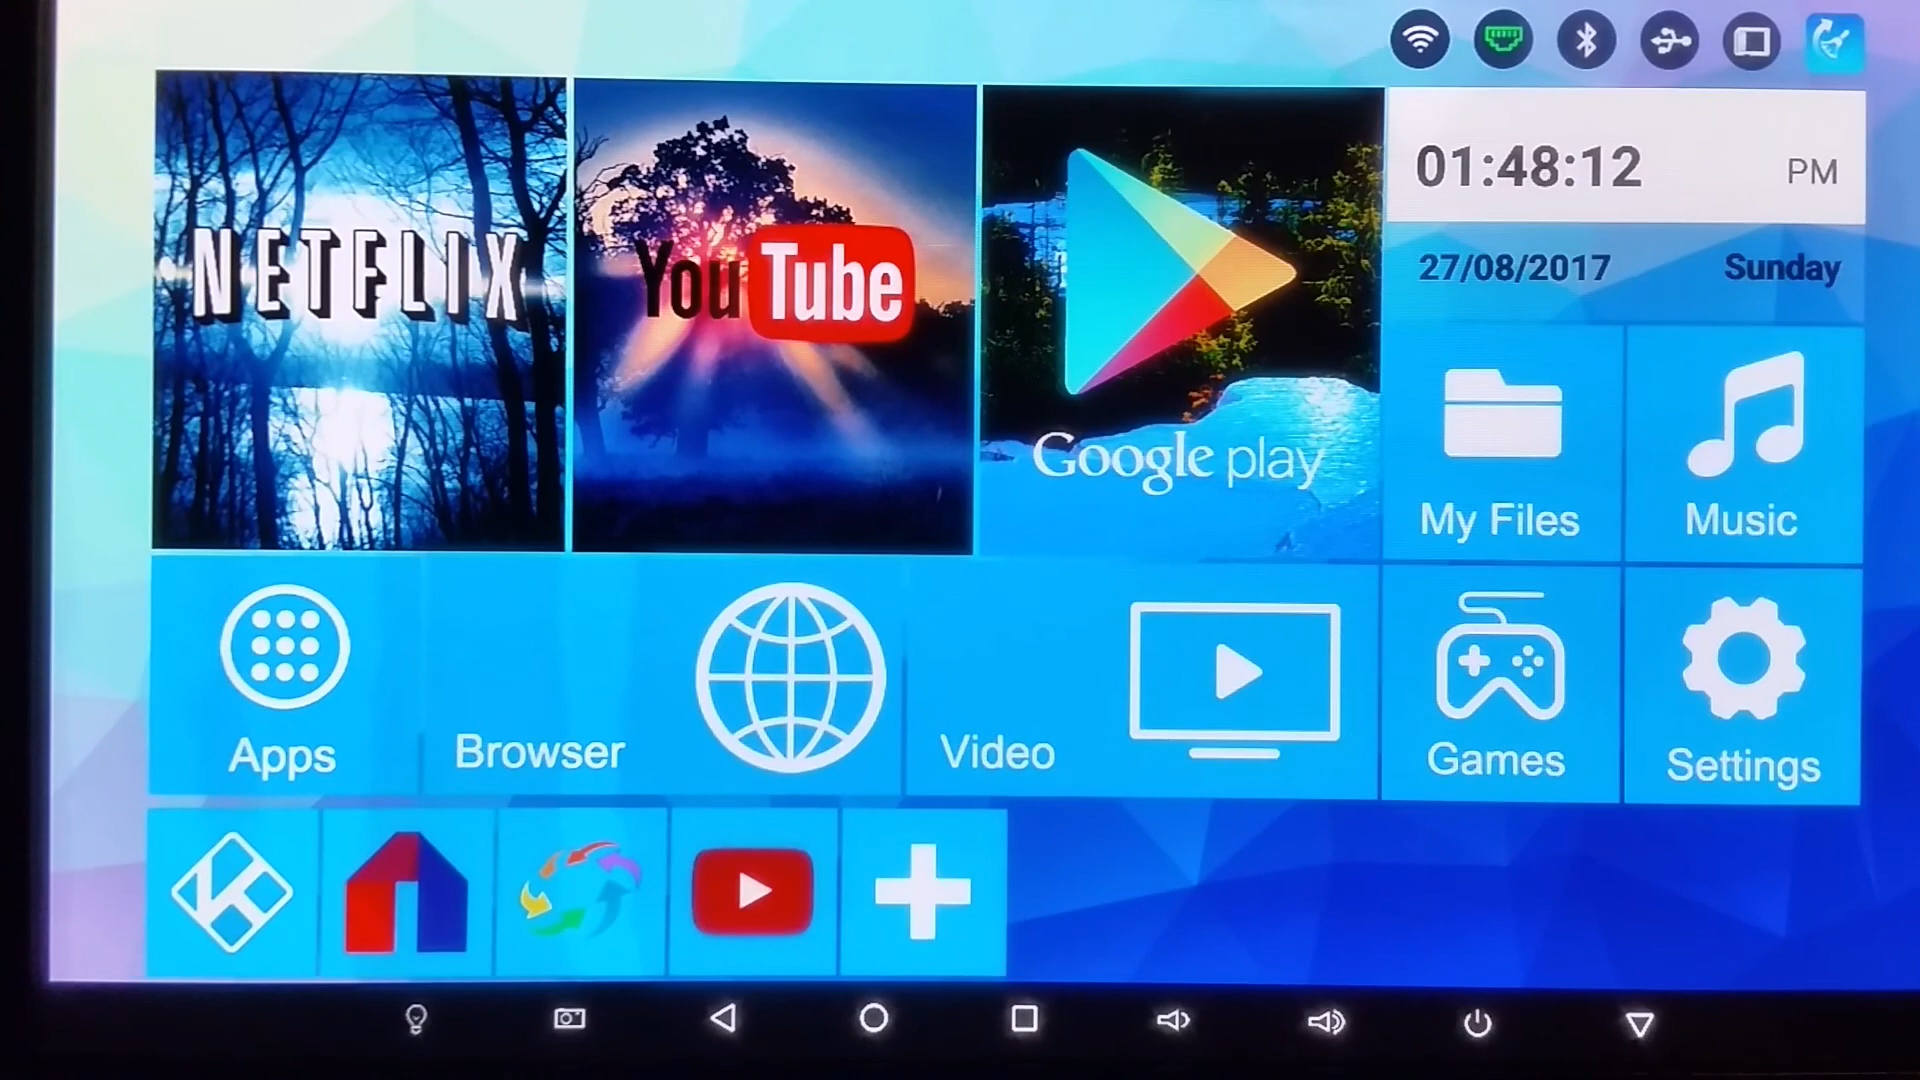 NETFLIX
YouTube
Google play
01:48:12 PM
27/08/2017 Sunday
My Files
Music
Apps
Browser
Video
Games
Settings